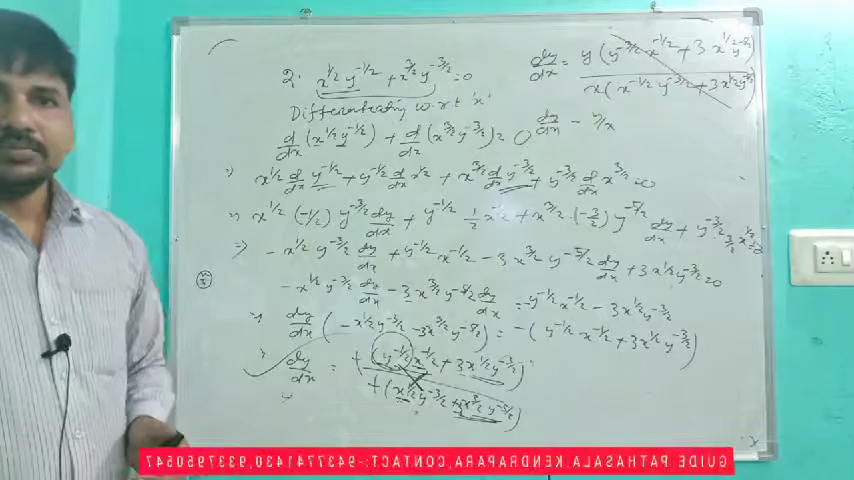 2. x^{1/2} y^{-1/2} + x^{3/2} y^{-3/2} = 0
Differentiating w.r.t 'x'
d/dx (x^{1/2} y^{-1/2}) + d/dx (x^{3/2} y^{-3/2}) = 0
⇒ x^{1/2} d/dx y^{-1/2} + y^{-1/2} d/dx x^{1/2} + x^{3/2} d/dx y^{-3/2} + y^{-3/2} d/dx x^{3/2} = 0
⇒ x^{1/2} (-1/2) y^{-3/2} dy/dx + y^{-1/2} 1/2 x^{-1/2} + x^{3/2} · (-3/2) y^{-5/2} dy/dx + y^{-3/2} 3/2 x^{1/2} = 0
⇒ - x^{1/2} y^{-3/2} dy/dx + y^{-1/2} x^{-1/2} - 3 x^{3/2} y^{-5/2} dy/dx + 3 x^{1/2} y^{-3/2} = 0
- x^{1/2} y^{-3/2} dy/dx - 3 x^{3/2} y^{-5/2} dy/dx = - y^{-1/2} x^{-1/2} - 3 x^{1/2} y^{-3/2}
⇒ dy/dx (- x^{1/2} y^{-3/2} - 3 x^{3/2} y^{-5/2}) = - (y^{-1/2} x^{-1/2} + 3 x^{1/2} y^{-3/2})
dy/dx = + (y^{-1/2} x^{-1/2} + 3 x^{1/2} y^{-3/2}) / + (x^{1/2} y^{-3/2} + 3 x^{3/2} y^{-5/2})
dy/dx = y (y^{-3/2} x^{-1/2} + 3 x^{1/2} y^{-5/2}) / x (x^{-1/2} y^{-3/2} + 3 x^{1/2} y^{-5/2})
dy/dx = y/x
GUIDE PATHASALA, KENDRAPARA, CONTACT:-9437741430, 9337950547